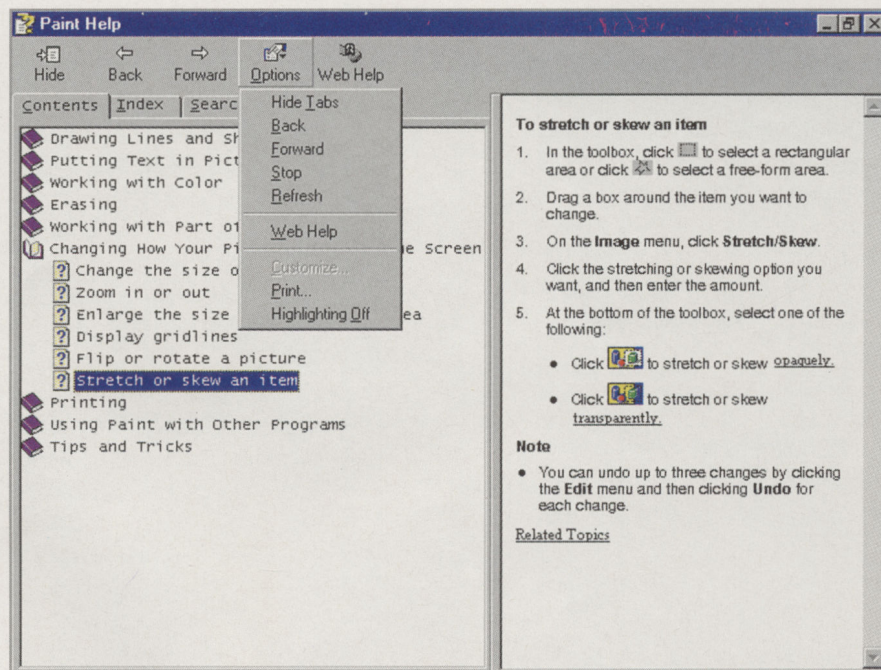 Paint Help
Hide Back Forward Options Web Help
Contents Index Searc
Hide Tabs
Back
Forward
Stop
Refresh
Web Help
Customize...
Print...
Highlighting Off
Drawing Lines and Sh
Putting Text in Pict
Working with Color
Erasing
Working with Part of
Changing How Your Pi e Screen
Change the size o
Zoom in or out
Enlarge the size ea
Display gridlines
Flip or rotate a picture
Stretch or skew an item
Printing
Using Paint with Other Programs
Tips and Tricks
To stretch or skew an item
1. In the toolbox, click to select a rectangular
area or click to select a free-form area.
2. Drag a box around the item you want to
change.
3. On the Image menu, click Stretch/Skew.
4. Click the stretching or skewing option you
want, and then enter the amount.
5. At the bottom of the toolbox, select one of the
following:
• Click to stretch or skew opaquely.
• Click to stretch or skew
transparently.
Note
• You can undo up to three changes by clicking
the Edit menu and then clicking Undo for
each change.
Related Topics